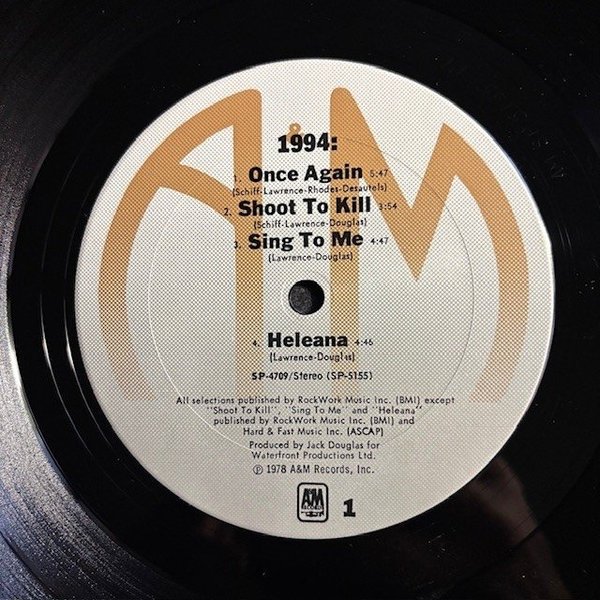 A&M
1994:
1. Once Again 5:47
(Schiff-Lawrence-Rhodes-Desautels)
2. Shoot To Kill 3:54
(Schiff-Lawrence-Douglas)
3. Sing To Me 4:47
(Lawrence-Douglas)
4. Heleana 4:46
(Lawrence-Douglas)
SP-4709/Stereo (SP-5155)
All selections published by RockWork Music Inc. (BMI) except
"Shoot To Kill", "Sing To Me" and "Heleana"
published by RockWork Music Inc. (BMI) and
Hard & Fast Music Inc. (ASCAP)
Produced by Jack Douglas for
Waterfront Productions Ltd.
℗ 1978 A&M Records, Inc.
A&M
RECORDS
1